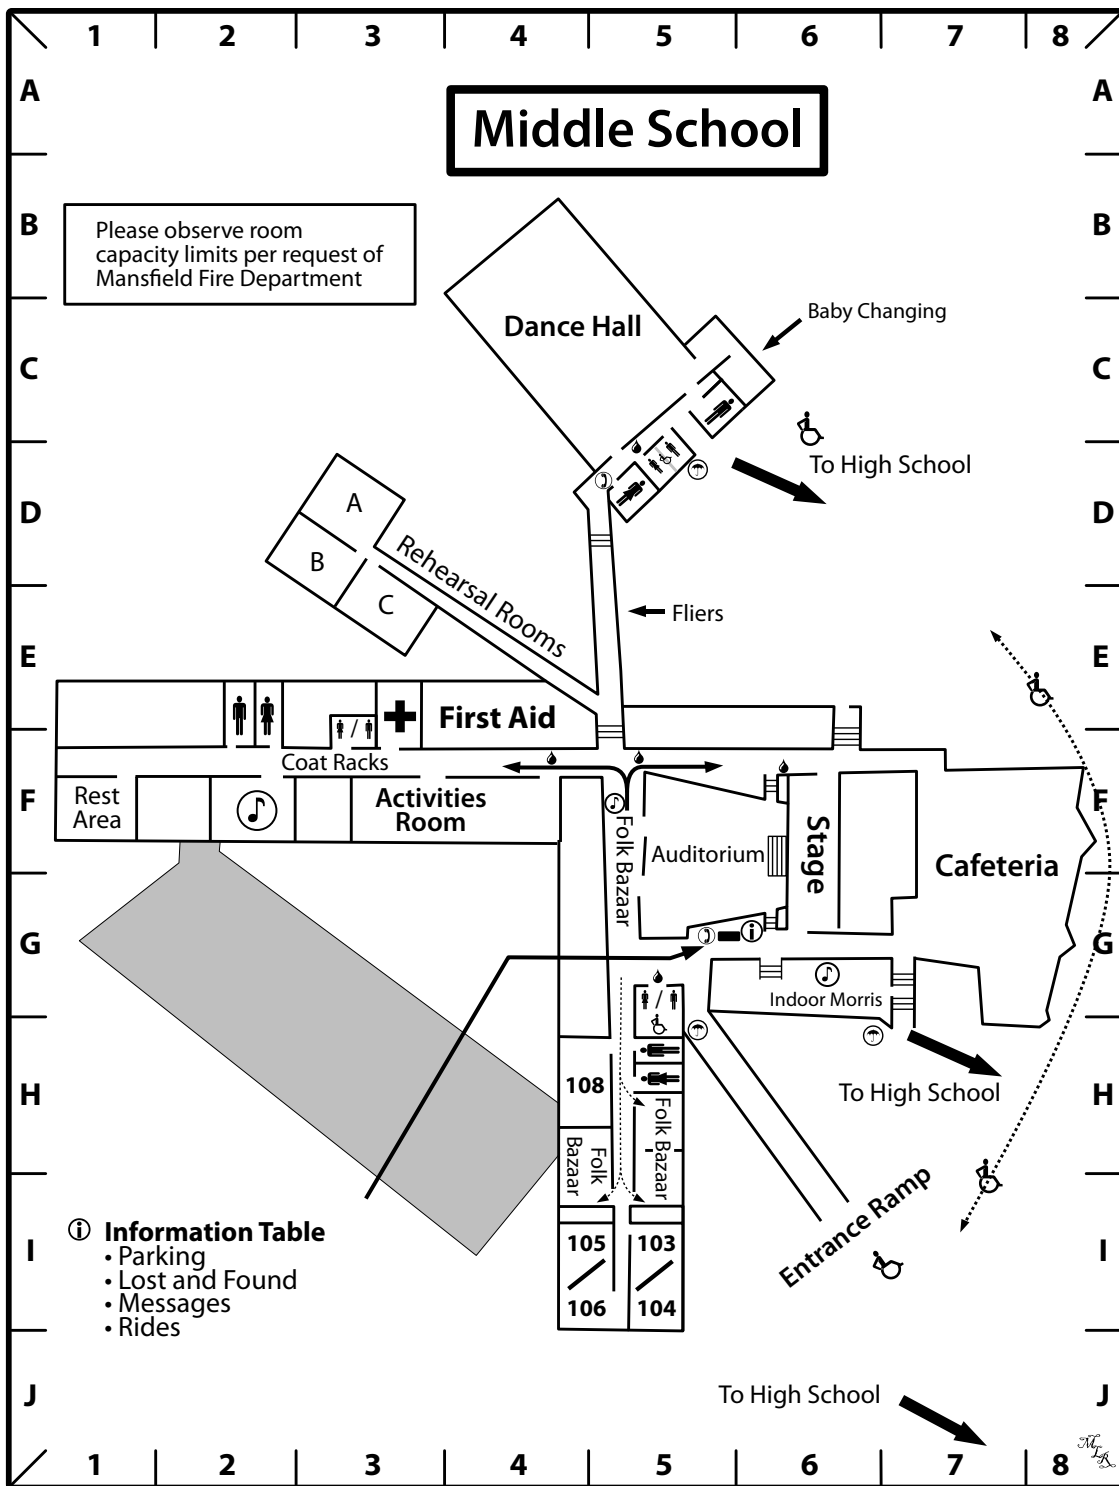 1 2 3 4 5 6 7 8
A A
Middle School
B B
Please observe room
capacity limits per request of
Mansfield Fire Department
Baby Changing
Dance Hall
C C
To High School
D D
A
B
C
Rehearsal Rooms
Fliers
E E
First Aid
/
Coat Racks
F F
Rest
Area
Activities
Room
Folk Bazaar
Auditorium
Stage
Cafeteria
G G
/
Indoor Morris
H H
108
To High School
Folk Bazaar
Folk
Bazaar
Entrance Ramp
i Information Table
• Parking
• Lost and Found
• Messages
• Rides
I I
105 103
106 104
J J
To High School
MLR
1 2 3 4 5 6 7 8